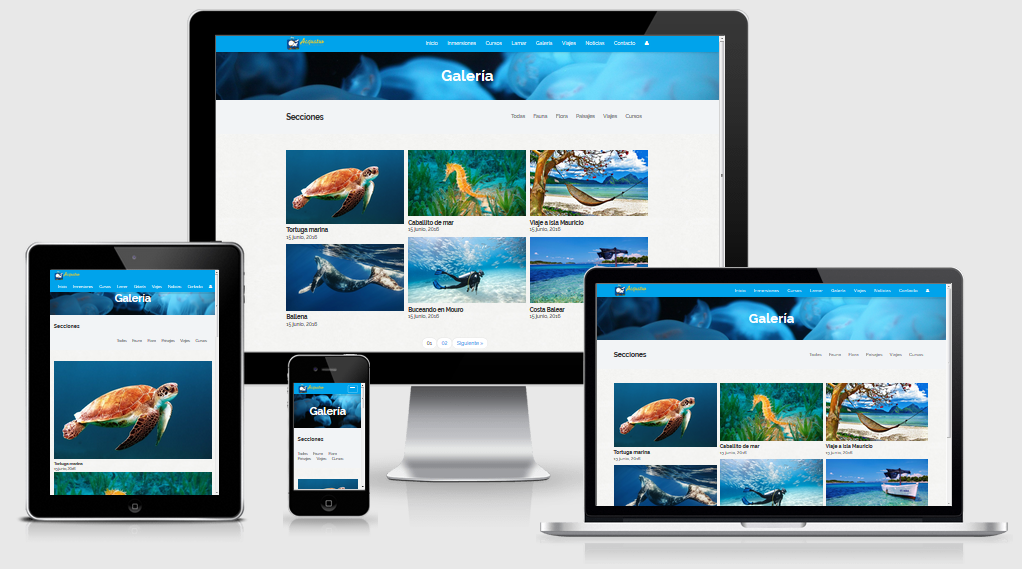 Acquatus
Inicio Inmersiones Cursos Lamar Galería Viajes Noticias Contacto
Galería
Secciones
Todas Fauna Flora Paisajes Viajes Cursos
Tortuga marina
15 junio, 2016
Caballito de mar
15 junio, 2016
Viaje a Isla Mauricio
15 junio, 2016
Ballena
15 junio, 2016
Buceando en Mouro
15 junio, 2016
Costa Balear
15 junio, 2016
01 02 Siguiente >
Inicio Inmersiones Cursos Lamar Galería Viajes Noticias Contacto
Galería
Secciones
Todas Fauna Flora Paisajes Viajes Cursos
Tortuga marina
15 junio, 2016
Galería
Secciones
Todas Fauna Flora
Paisajes Viajes Cursos
Inicio Inmersiones Cursos Lamar Galería Viajes Noticias Contacto
Galería
Secciones
Todas Fauna Flora Paisajes Viajes Cursos
Tortuga marina
15 junio, 2016
Caballito de mar
15 junio, 2016
Viaje a Isla Mauricio
15 junio, 2016